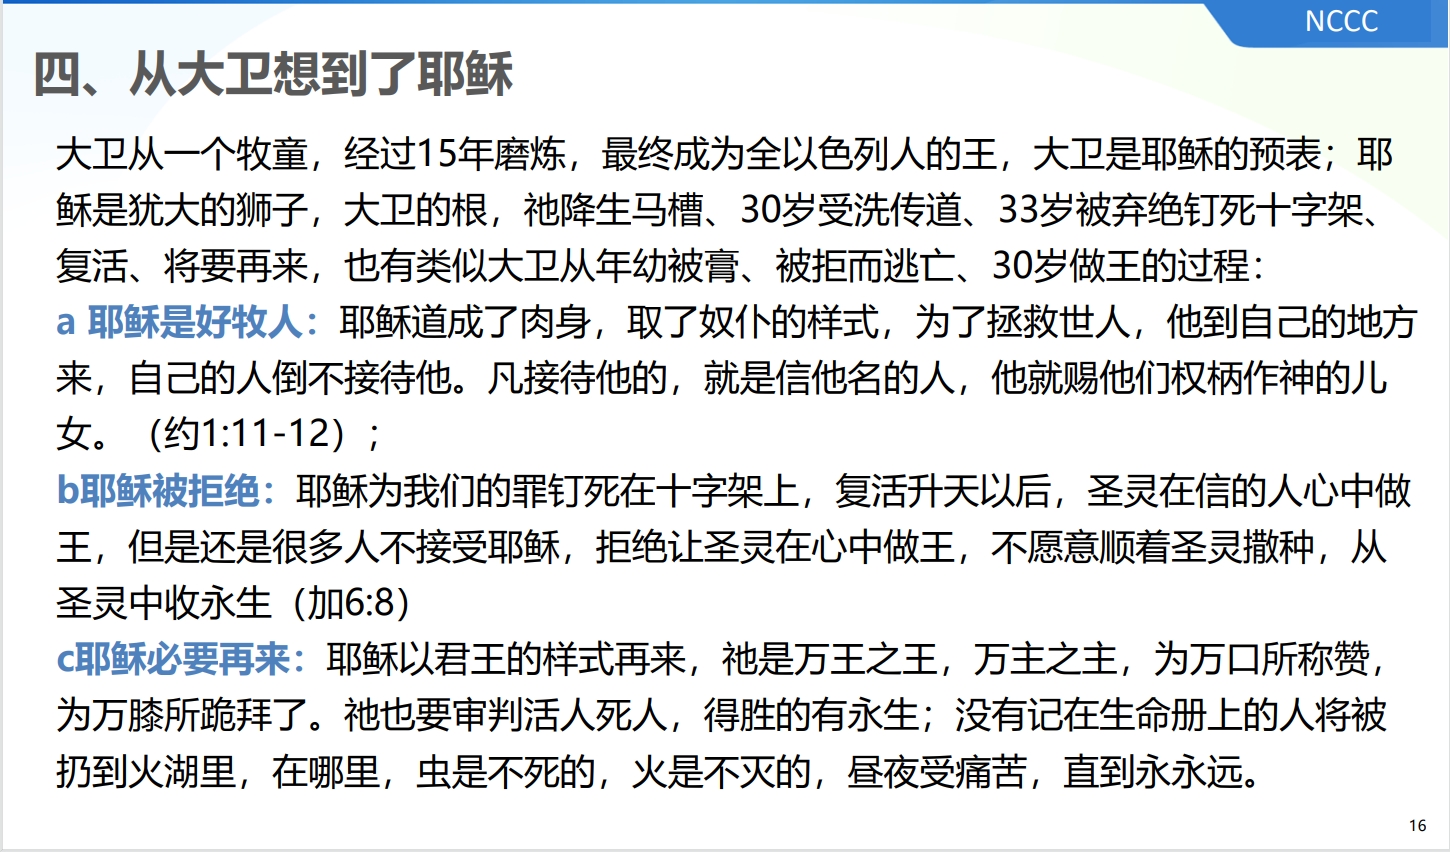 NCCC
四、从大卫想到了耶稣
大卫从一个牧童，经过15年磨炼，最终成为全以色列人的王，大卫是耶稣的预表；耶
稣是犹大的狮子，大卫的根，祂降生马槽、30岁受洗传道、33岁被弃绝钉死十字架、
复活、将要再来，也有类似大卫从年幼被膏、被拒而逃亡、30岁做王的过程：
a 耶稣是好牧人：耶稣道成了肉身，取了奴仆的样式，为了拯救世人，他到自己的地方
来，自己的人倒不接待他。凡接待他的，就是信他名的人，他就赐他们权柄作神的儿
女。（约1:11-12）;
b耶稣被拒绝：耶稣为我们的罪钉死在十字架上，复活升天以后，圣灵在信的人心中做
王，但是还是很多人不接受耶稣，拒绝让圣灵在心中做王，不愿意顺着圣灵撒种，从
圣灵中收永生（加6:8）
c耶稣必要再来：耶稣以君王的样式再来，祂是万王之王，万主之主，为万口所称赞，
为万膝所跪拜了。祂也要审判活人死人，得胜的有永生；没有记在生命册上的人将被
扔到火湖里，在哪里，虫是不死的，火是不灭的，昼夜受痛苦，直到永永远。
16